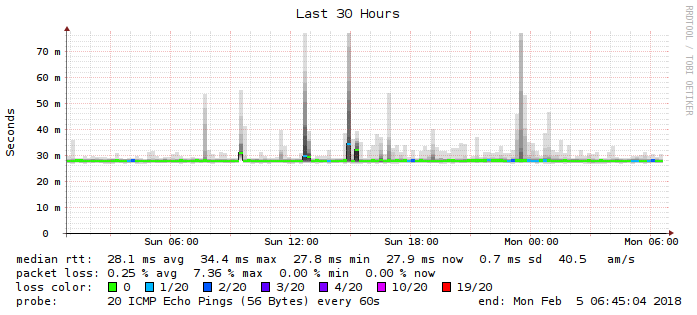 Last 30 Hours
RRDTOOL / TOBI OETIKER
Seconds
70 m
60 m
50 m
40 m
30 m
20 m
10 m
0
Sun 06:00 Sun 12:00 Sun 18:00 Mon 00:00 Mon 06:00
median rtt: 28.1 ms avg 34.4 ms max 27.8 ms min 27.9 ms now 0.7 ms sd 40.5 am/s
packet loss: 0.25 % avg 7.36 % max 0.00 % min 0.00 % now
loss color: 0 1/20 2/20 3/20 4/20 10/20 19/20
probe: 20 ICMP Echo Pings (56 Bytes) every 60s end: Mon Feb 5 06:45:04 2018